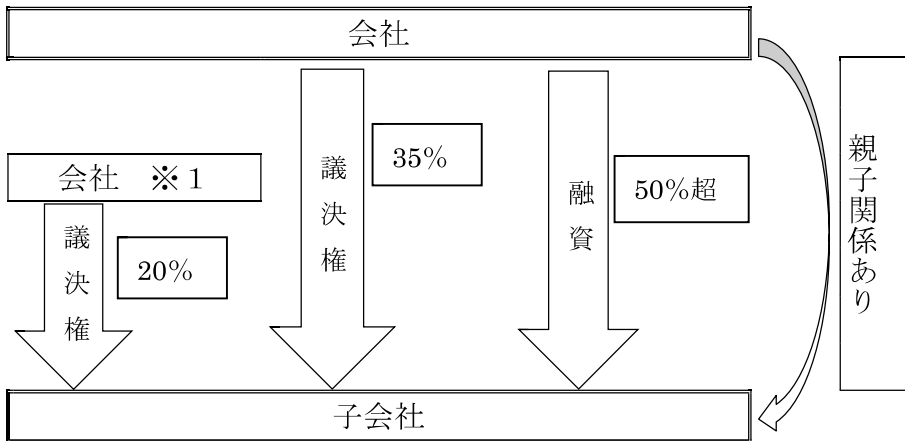 会社
会社　※1
議決権
20%
議決権
35%
融資
50%超
親子関係あり
子会社